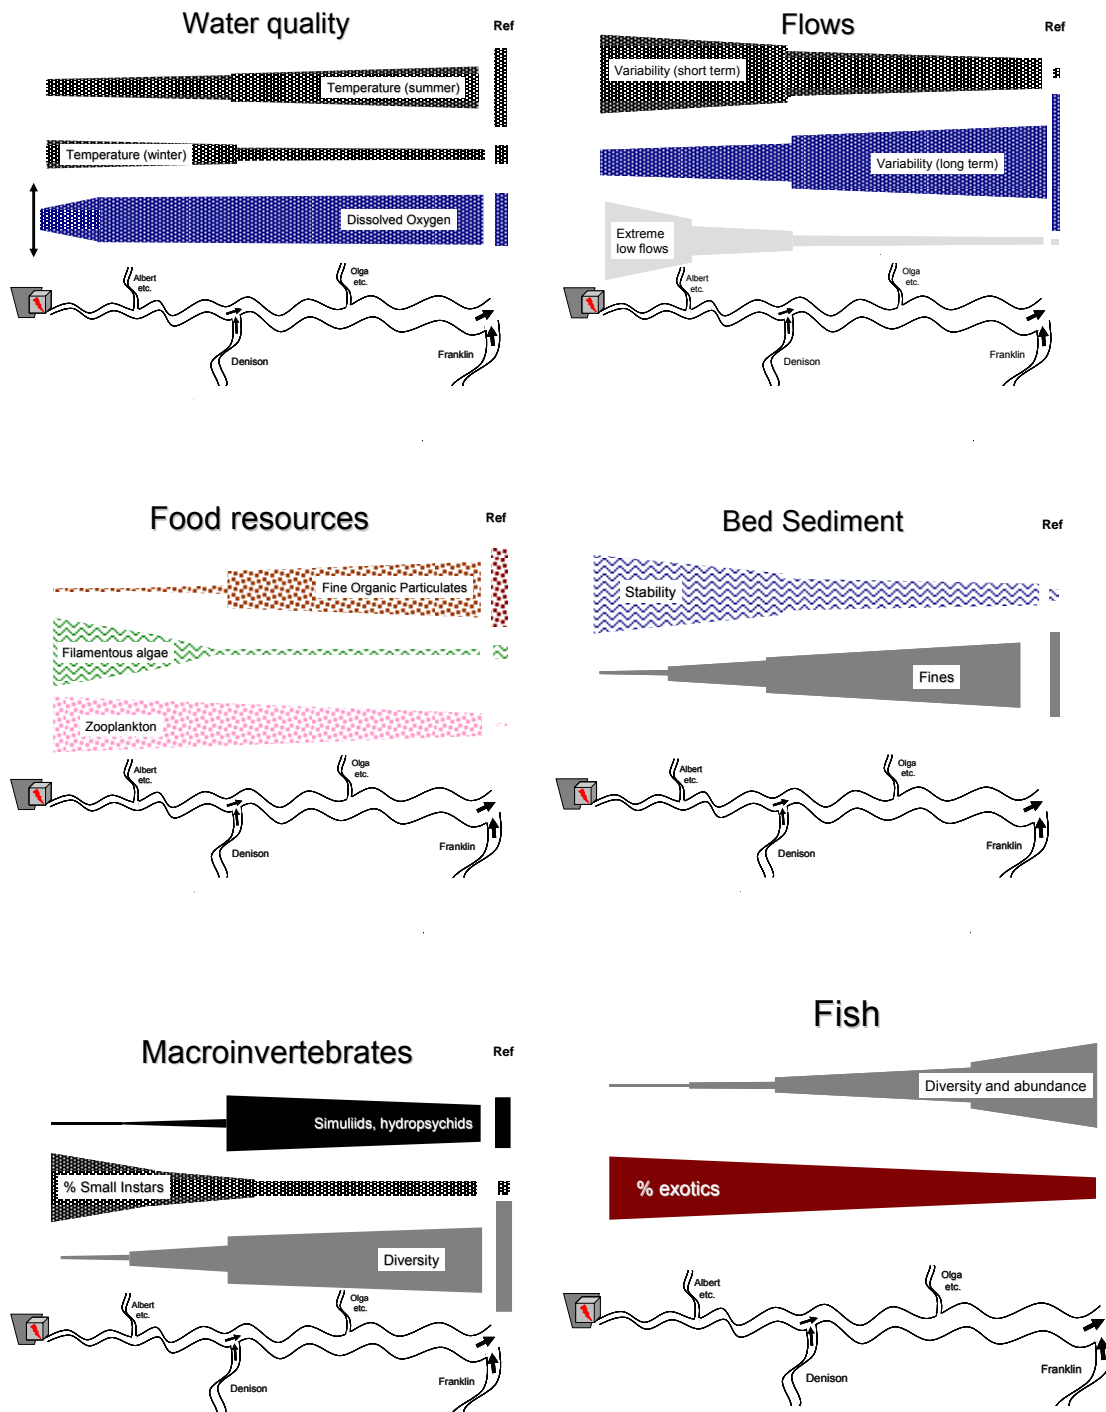 Water quality
Ref
Temperature (summer)
Temperature (winter)
Dissolved Oxygen
Albert
etc.
Olga
etc.
Denison
Franklin
Flows
Ref
Variability (short term)
Variability (long term)
Extreme
low flows
Albert
etc.
Olga
etc.
Denison
Franklin
Food resources
Ref
Fine Organic Particulates
Filamentous algae
Zooplankton
Albert
etc.
Olga
etc.
Denison
Franklin
Bed Sediment
Ref
Stability
Fines
Albert
etc.
Olga
etc.
Denison
Franklin
Macroinvertebrates
Ref
Simuliids, hydropsychids
% Small Instars
Diversity
Albert
etc.
Olga
etc.
Denison
Franklin
Fish
Diversity and abundance
% exotics
Albert
etc.
Olga
etc.
Denison
Franklin